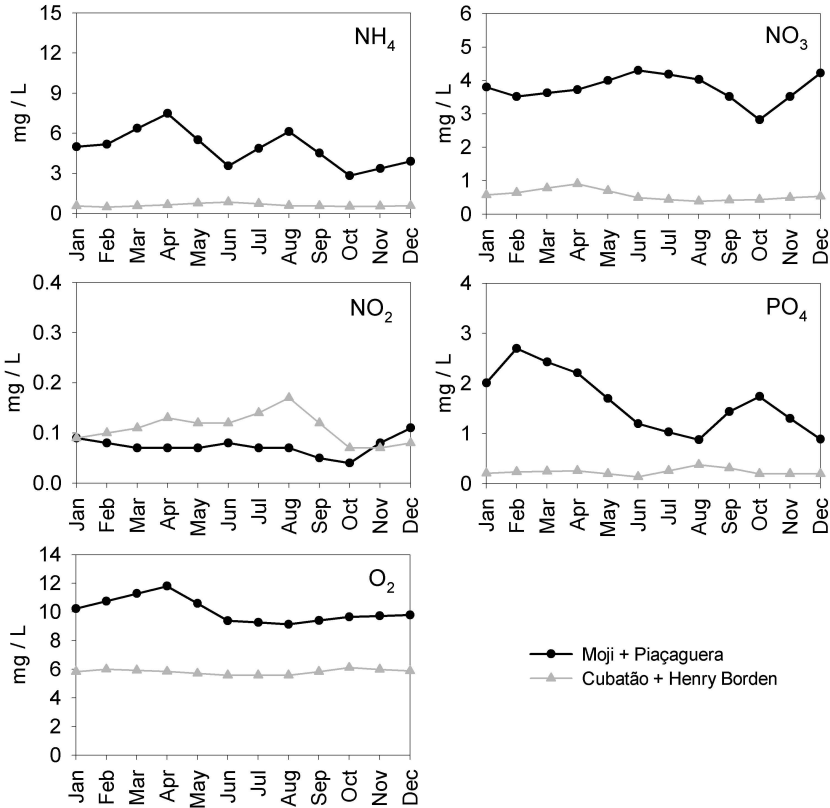 NH4
15
12
9
6
3
0
mg / L
Jan Feb Mar Apr May Jun Jul Aug Sep Oct Nov Dec
NO3
6
5
4
3
2
1
0
mg / L
Jan Feb Mar Apr May Jun Jul Aug Sep Oct Nov Dec
NO2
0.4
0.3
0.2
0.1
0.0
mg / L
Jan Feb Mar Apr May Jun Jul Aug Sep Oct Nov Dec
PO4
4
3
2
1
0
mg / L
Jan Feb Mar Apr May Jun Jul Aug Sep Oct Nov Dec
O2
14
12
10
8
6
4
2
0
mg / L
Jan Feb Mar Apr May Jun Jul Aug Sep Oct Nov Dec
Moji + Piaçaguera
Cubatão + Henry Borden